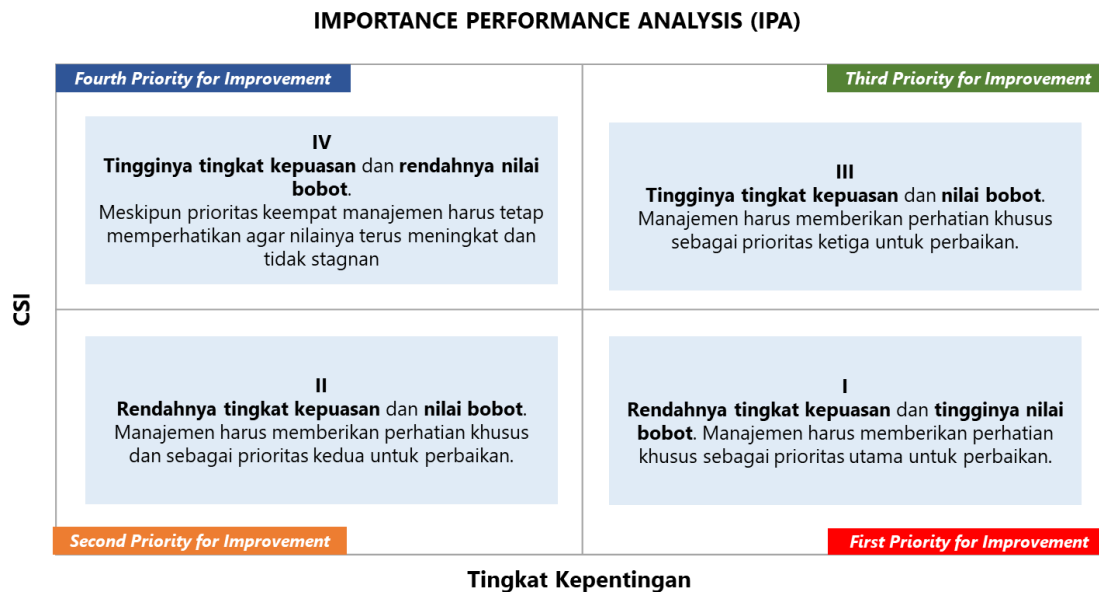 IMPORTANCE PERFORMANCE ANALYSIS (IPA)
Fourth Priority for Improvement
Third Priority for Improvement
IV
Tingginya tingkat kepuasan dan rendahnya nilai
bobot.
Meskipun prioritas keempat manajemen harus tetap
memperhatikan agar nilainya terus meningkat dan
tidak stagnan
III
Tingginya tingkat kepuasan dan nilai bobot.
Manajemen harus memberikan perhatian khusus
sebagai prioritas ketiga untuk perbaikan.
CSI
II
Rendahnya tingkat kepuasan dan nilai bobot.
Manajemen harus memberikan perhatian khusus
dan sebagai prioritas kedua untuk perbaikan.
I
Rendahnya tingkat kepuasan dan tingginya nilai
bobot. Manajemen harus memberikan perhatian
khusus sebagai prioritas utama untuk perbaikan.
Second Priority for Improvement
First Priority for Improvement
Tingkat Kepentingan